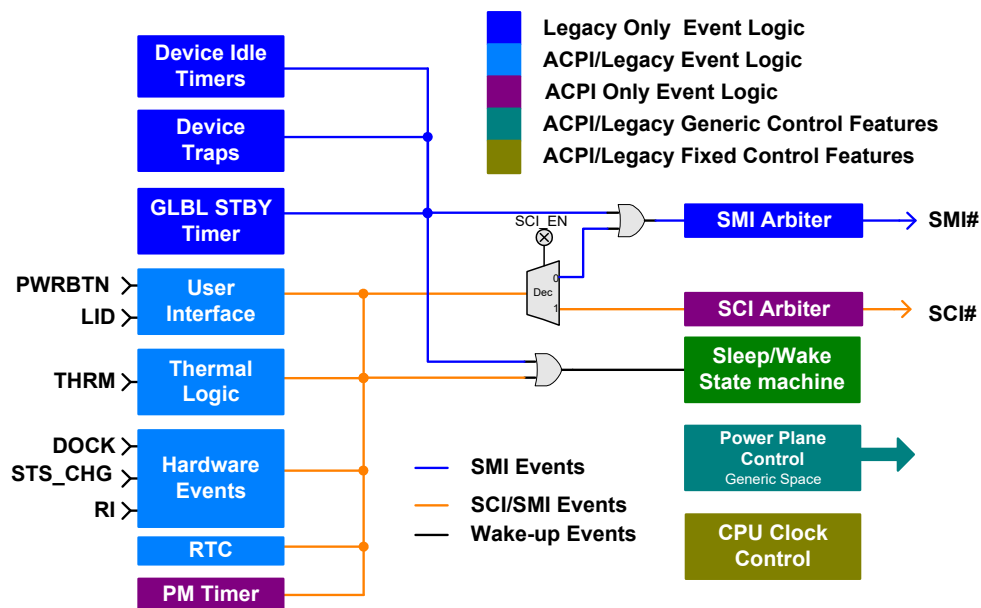 Legacy Only Event Logic
ACPI/Legacy Event Logic
ACPI Only Event Logic
ACPI/Legacy Generic Control Features
ACPI/Legacy Fixed Control Features
Device Idle
Timers
Device
Traps
GLBL STBY
Timer
SCI_EN
SMI Arbiter
SMI#
PWRBTN
LID
User
Interface
Dec
0
1
SCI Arbiter
SCI#
THRM
Thermal
Logic
Sleep/Wake
State machine
DOCK
STS_CHG
RI
Hardware
Events
SMI Events
SCI/SMI Events
Wake-up Events
Power Plane
Control
Generic Space
RTC
PM Timer
CPU Clock
Control